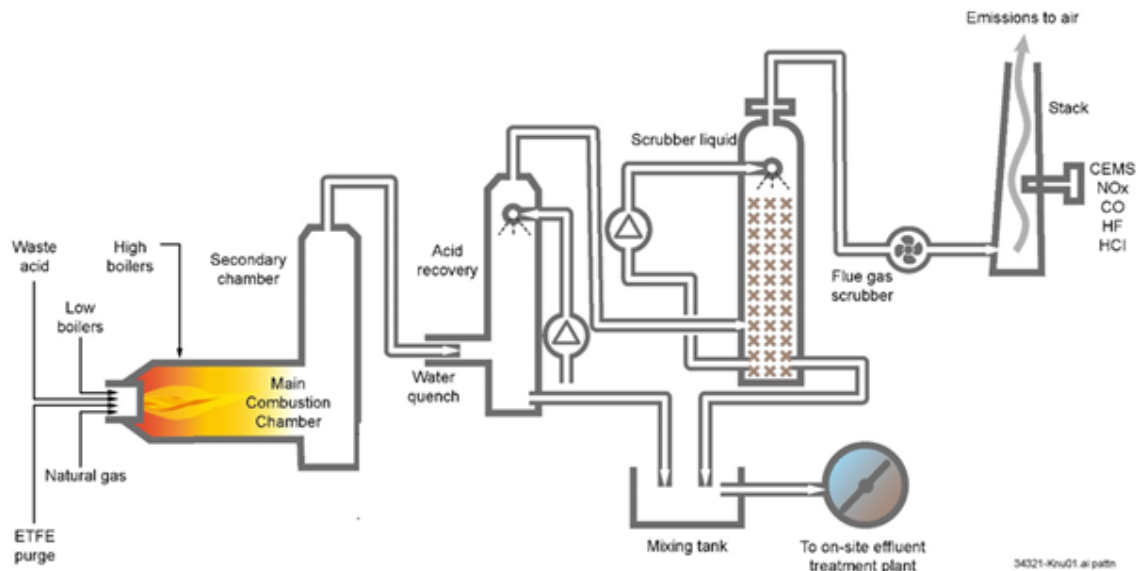 Emissions to air
Stack
Scrubber liquid
CEMS
NOx
CO
HF
HCl
Waste
acid
High
boilers
Secondary
chamber
Acid
recovery
Flue gas
scrubber
Low
boilers
Water
quench
Main
Combustion
Chamber
Natural gas
ETFE
purge
Mixing tank
To on-site effluent
treatment plant
34321-Knu01.ai pattn